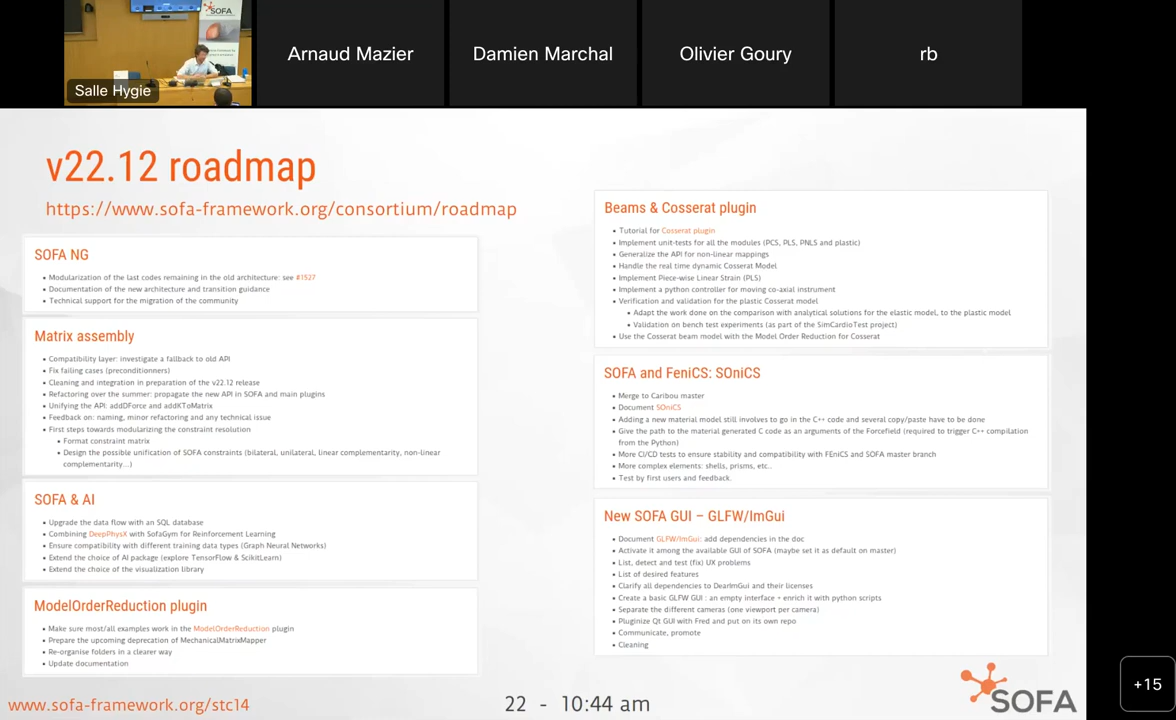 SOFA
Salle Hygie
Arnaud Mazier
Damien Marchal
Olivier Goury
rb
v22.12 roadmap
https://www.sofa-framework.org/consortium/roadmap
SOFA NG
• Modularization of the last codes remaining in the old architecture: see #1527
• Documentation of the new architecture and transition guidance
• Technical support for the migration of the community
Matrix assembly
• Compatibility layer: investigate a fallback to old API
• Fix failing cases (preconditionners)
• Cleaning and integration in preparation of the v22.12 release
• Refactoring over the summer: propagate the new API in SOFA and main plugins
• Unifying the API: addDForce and addKToMatrix
• Feedback on: naming, minor refactoring and any technical issue
• First steps towards modularizing the constraint resolution
• Format constraint matrix
• Design the possible unification of SOFA constraints (bilateral, unilateral, linear complementarity, non-linear
complementarity...)
SOFA & AI
• Upgrade the data flow with an SQL database
• Combining DeepPhysX with SofaGym for Reinforcement Learning
• Ensure compatibility with different training data types (Graph Neural Networks)
• Extend the choice of AI package (explore TensorFlow & ScikitLearn)
• Extend the choice of the visualization library
ModelOrderReduction plugin
• Make sure most/all examples work in the ModelOrderReduction plugin
• Prepare the upcoming deprecation of MechanicalMatrixMapper
• Re-organise folders in a clearer way
• Update documentation
Beams & Cosserat plugin
• Tutorial for Cosserat plugin
• Implement unit-tests for all the modules (PCS, PLS, PNLS and plastic)
• Generalize the API for non-linear mappings
• Handle the real time dynamic Cosserat Model
• Implement Piece-wise Linear Strain (PLS)
• Implement a python controller for moving co-axial instrument
• Verification and validation for the plastic Cosserat model
• Adapt the work done on the comparison with analytical solutions for the elastic model, to the plastic model
• Validation on bench test experiments (as part of the SimCardioTest project)
• Use the Cosserat beam model with the Model Order Reduction for Cosserat
SOFA and FeniCS: SOniCS
• Merge to Caribou master
• Document SOniCS
• Adding a new material model still involves to go in the C++ code and several copy/paste have to be done
• Give the path to the material generated C code as an arguments of the Forcefield (required to trigger C++ compilation
from the Python)
• More CI/CD tests to ensure stability and compatibility with FEniCS and SOFA master branch
• More complex elements: shells, prisms, etc..
• Test by first users and feedback.
New SOFA GUI – GLFW/ImGui
• Document GLFW/ImGui: add dependencies in the doc
• Activate it among the available GUI of SOFA (maybe set it as default on master)
• List, detect and test (fix) UX problems
• List of desired features
• Clarify all dependencies to DearImGui and their licenses
• Create a basic GLFW GUI : an empty interface + enrich it with python scripts
• Separate the different cameras (one viewport per camera)
• Pluginize Qt GUI with Fred and put on its own repo
• Communicate, promote
• Cleaning
www.sofa-framework.org/stc14
22 - 10:44 am
SOFA
+15